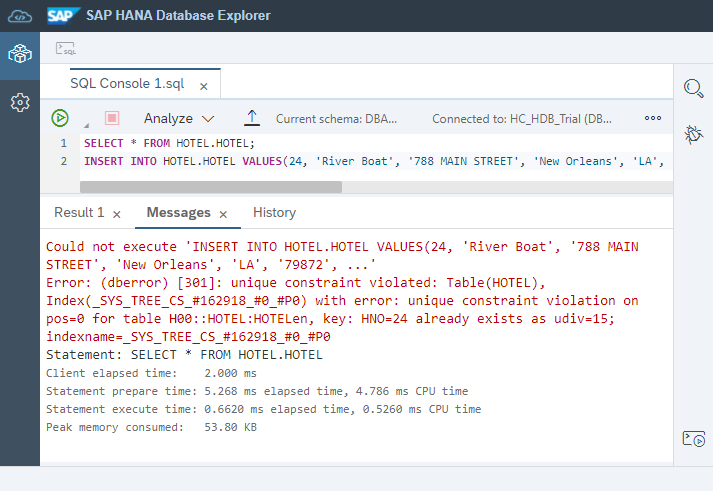 SAP SAP HANA Database Explorer
SQL
SQL Console 1.sql
Analyze Current schema: DBA... Connected to: HC_HDB_Trial (DB...
1 SELECT * FROM HOTEL.HOTEL;
2 INSERT INTO HOTEL.HOTEL VALUES(24, 'River Boat', '788 MAIN STREET', 'New Orleans', 'LA',
Result 1 Messages History
Could not execute 'INSERT INTO HOTEL.HOTEL VALUES(24, 'River Boat', '788 MAIN
STREET', 'New Orleans', 'LA', '79872', ...'
Error: (dberror) [301]: unique constraint violated: Table(HOTEL),
Index(_SYS_TREE_CS_#162918_#0_#P0) with error: unique constraint violation on
pos=0 for table H00::HOTEL:HOTELen, key: HNO=24 already exists as udiv=15;
indexname=_SYS_TREE_CS_#162918_#0_#P0
Statement: SELECT * FROM HOTEL.HOTEL
Client elapsed time: 2.000 ms
Statement prepare time: 5.268 ms elapsed time, 4.786 ms CPU time
Statement execute time: 0.6620 ms elapsed time, 0.5260 ms CPU time
Peak memory consumed: 53.80 KB